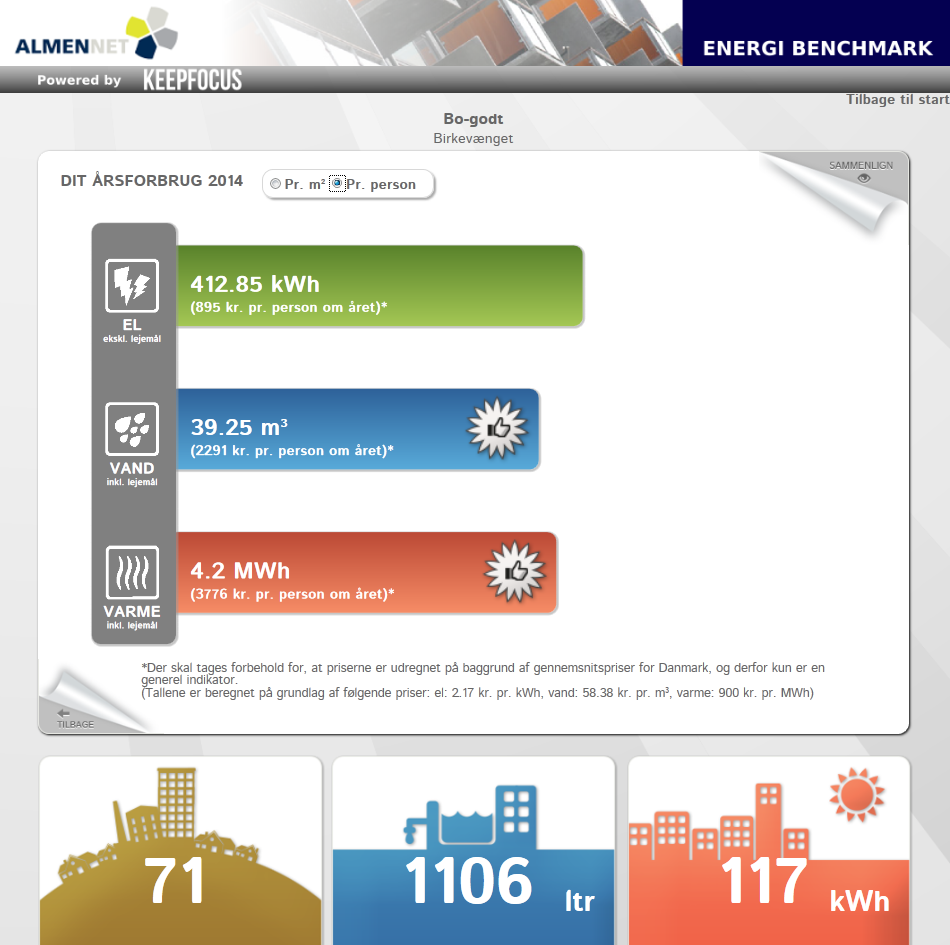 ALMENNET
ENERGI BENCHMARK
Powered by KEEPFOCUS
Tilbage til start
Bo-godt
Birkevænget
SAMMENLIGN
DIT ÅRSFORBRUG 2014
Pr. m² Pr. person
412.85 kWh
(895 kr. pr. person om året)*
EL
ekskl. lejemål
39.25 m³
(2291 kr. pr. person om året)*
VAND
inkl. lejemål
4.2 MWh
(3776 kr. pr. person om året)*
VARME
inkl. lejemål
*Der skal tages forbehold for, at priserne er udregnet på baggrund af gennemsnitspriser for Danmark, og derfor kun er en
generel indikator.
(Tallene er beregnet på grundlag af følgende priser: el: 2.17 kr. pr. kWh, vand: 58.38 kr. pr. m³, varme: 900 kr. pr. MWh)
TILBAGE
71
1106 ltr
117 kWh